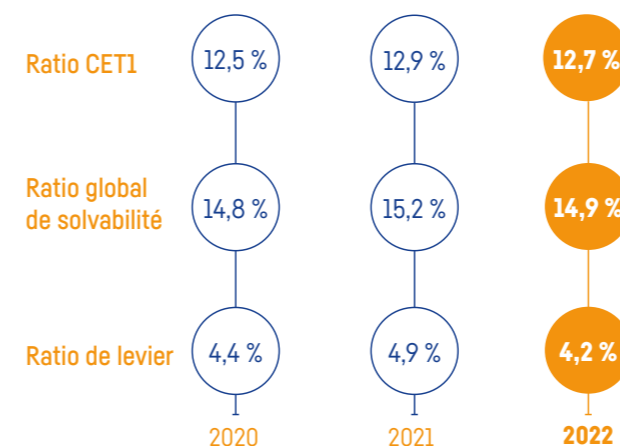 Ratio CET1 12,5 % 12,9 % 12,7 %
Ratio global
de solvabilité 14,8 % 15,2 % 14,9 %
Ratio de levier 4,4 % 4,9 % 4,2 %
2020 2021 2022